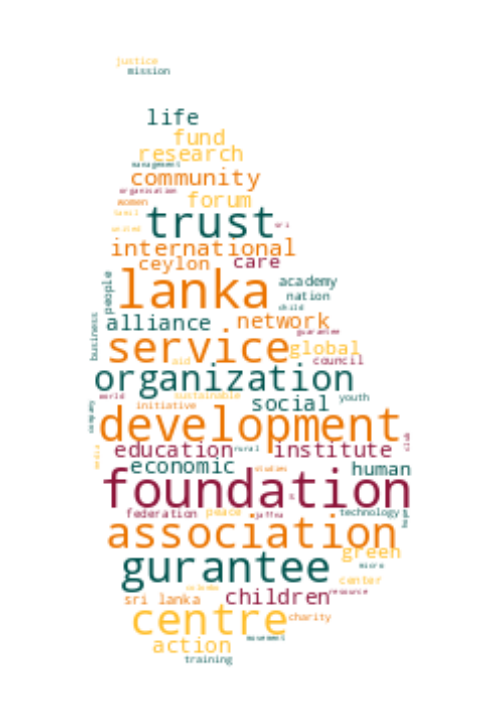 justice
mission
life
fund
research
management
community
organisation
women
forum
tamil
trust
sri
united
international
ceylon care
people
lanka
academy
nation
child
business
alliance network
guarantee
service global
aid council
organization
world sustainable
company
initiative social youth
development
club
education rural institute
media
economic studies human
foundation
federation peace jaffna technology
association
green
gurantee
micro
center
colombo
sri lanka children resource
centre charity
action movement
training